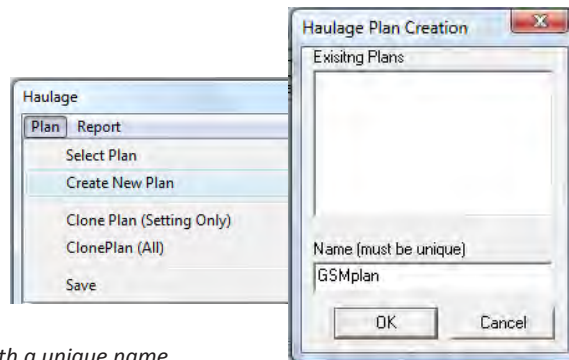 Haulage
Plan Report
Select Plan
Create New Plan
Clone Plan (Setting Only)
ClonePlan (All)
Save
Haulage Plan Creation
Exisitng Plans
Name (must be unique)
GSMplan
OK Cancel
th a unique name